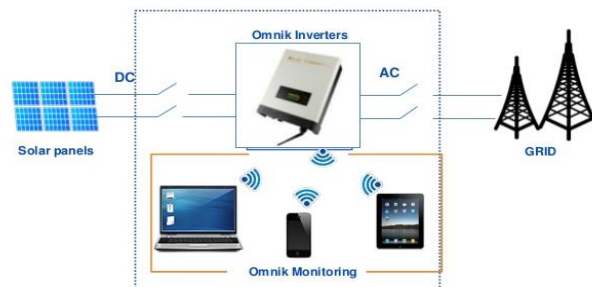 Omnik Inverters
DC
AC
Solar panels
GRID
Omnik Monitoring